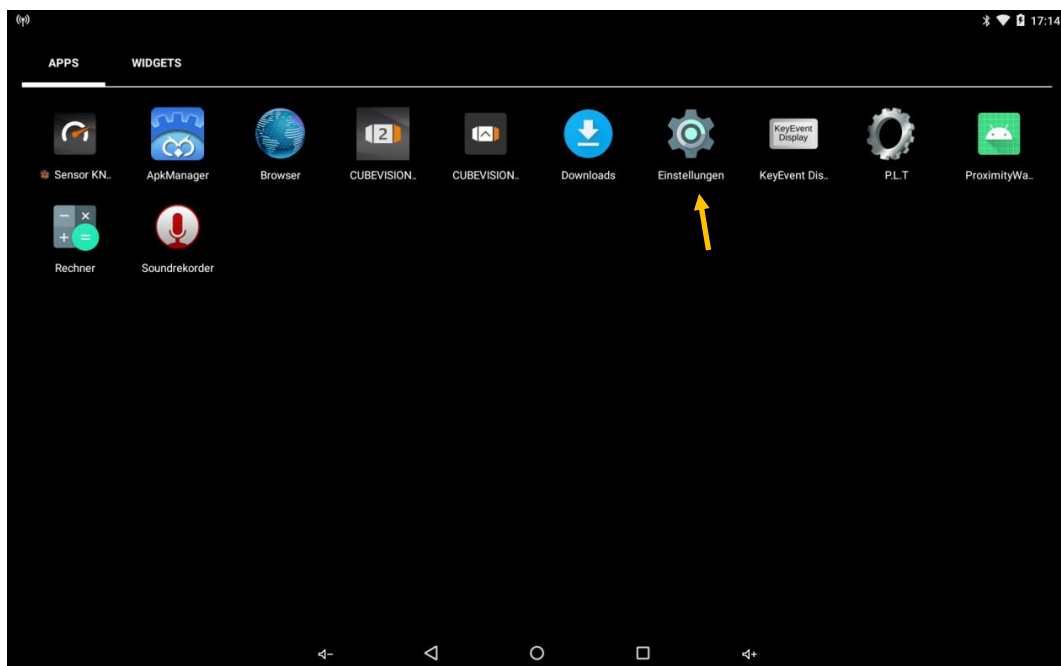 17:14
APPS WIDGETS
2
KeyEvent
Display
Sensor KN.. ApkManager Browser CUBEVISION.. CUBEVISION.. Downloads Einstellungen KeyEvent Dis.. P.L.T ProximityWa..
Rechner Soundrekorder